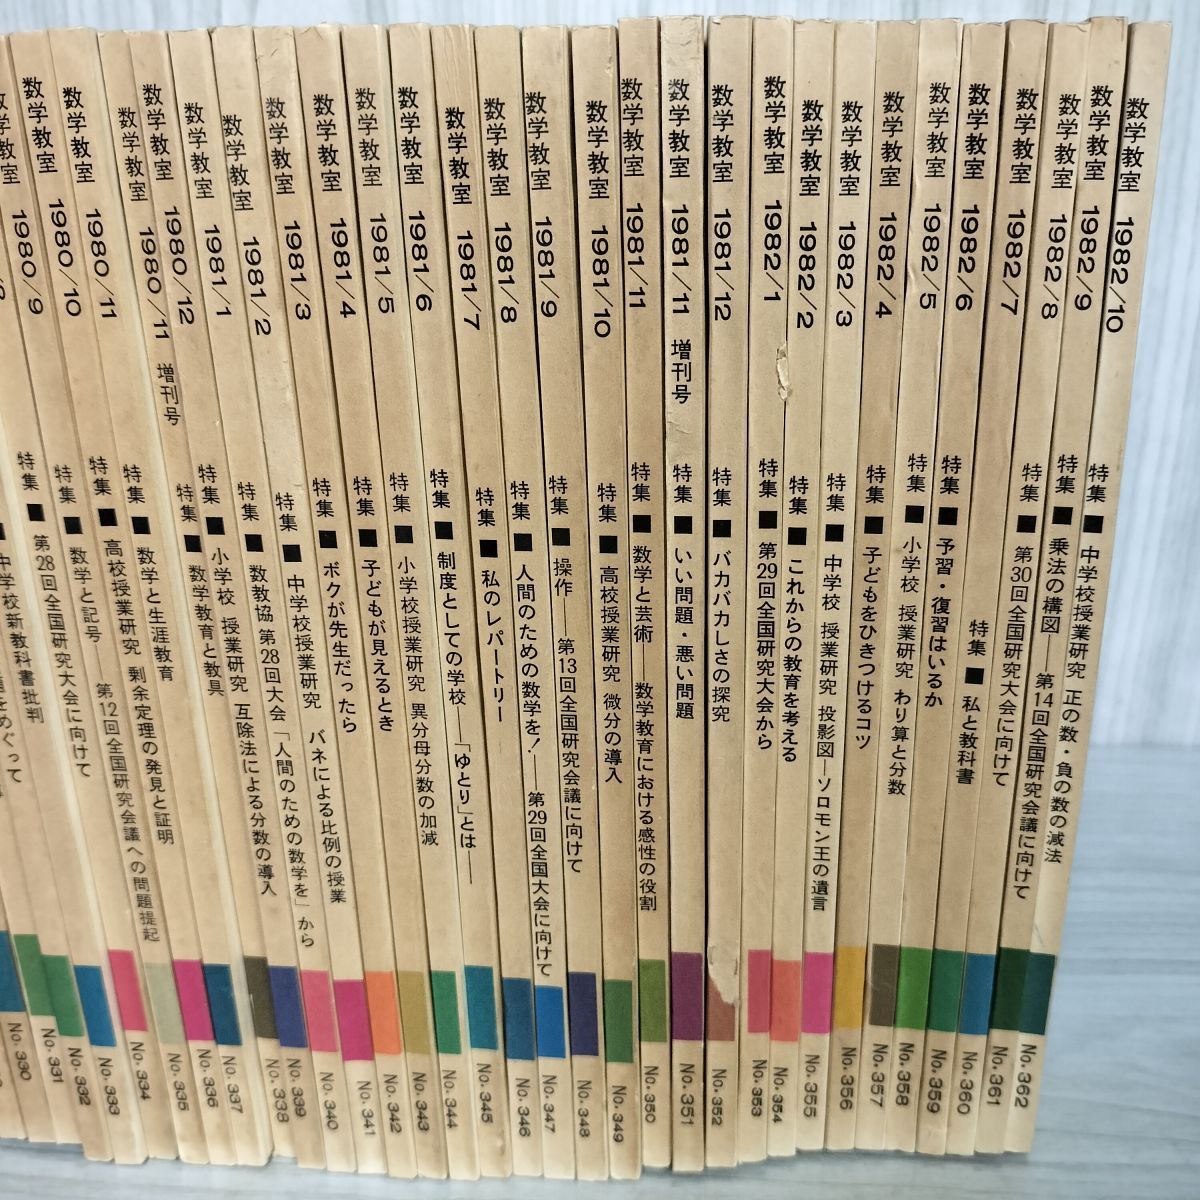 題をめぐって
No.330
中学校新教科書批判
No.331
No.332
No.333
数学教室
特集■第28回全国研究大会に向けて
No.334
数学教室 1980/9 特集■数学と記号 第12回全国研究会議への問題提起 No.335
数学教室 1980/10 特集■高校授業研究 剰余定理の発見と証明 No.336
数学教室 1980/11 特集■数学と生涯教育 No.337
数学教室 1980/11 増刊号 特集■数学教育と教具 No.338
数学教室 1980/12 特集■小学校 授業研究 互除法による分数の導入 No.339
数学教室 1981/1 特集■数教協 第28回大会「人間のための数学を」から No.340
数学教室 1981/2 特集■中学校授業研究 バネによる比例の授業 No.341
数学教室 1981/3 特集■ボクが先生だったら No.342
数学教室 1981/4 特集■子どもが見えるとき No.343
数学教室 1981/5 特集■小学校授業研究 異分母分数の加減 No.344
数学教室 1981/6 特集■制度としての学校—「ゆとり」とは— No.345
数学教室 1981/7 特集■私のレパートリー No.346
数学教室 1981/8 特集■人間のための数学を!—第29回全国大会に向けて No.347
数学教室 1981/9 特集■操作 第13回全国研究会議に向けて No.348
数学教室 1981/10 特集■高校授業研究 微分の導入 No.349
数学教室 1981/11 特集■数学と芸術—数学教育における感性の役割 No.350
数学教室 1981/11 増刊号 特集■いい問題・悪い問題 No.351
数学教室 1981/12 特集■バカバカしさの探究 No.352
数学教室 1982/1 特集■第29回全国研究大会から No.353
数学教室 1982/2 特集■これからの教育を考える No.354
数学教室 1982/3 特集■中学校 授業研究 投影図—ソロモン王の遺言 No.355
数学教室 1982/4 特集■子どもをひきつけるコツ No.356
数学教室 1982/5 特集■小学校 授業研究 わり算と分数 No.357
数学教室 1982/6 特集■予習・復習はいるか No.358
数学教室 1982/7 特集■私と教科書 No.359
数学教室 1982/8 特集■第30回全国研究大会に向けて No.360
数学教室 1982/9 特集■乗法の構図—第14回全国研究会議に向けて No.361
数学教室 1982/10 特集■中学校授業研究 正の数・負の数の減法 No.362